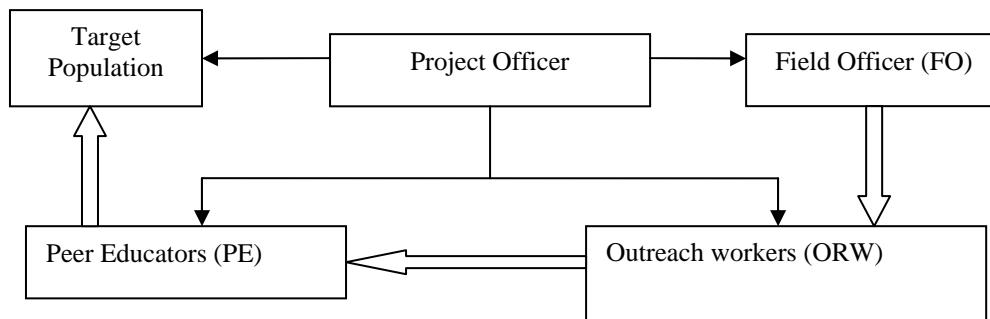 Target
Population
Project Officer
Field Officer (FO)
Peer Educators (PE)
Outreach workers (ORW)